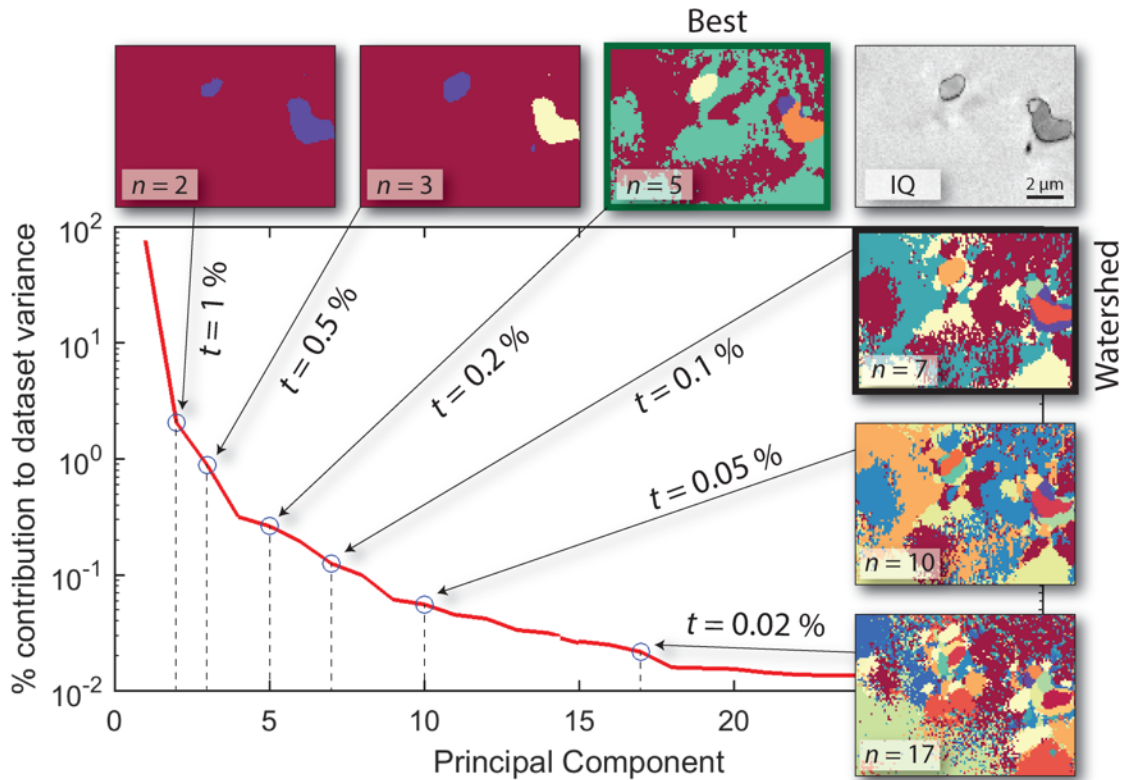 Best
n = 2
n = 3
n = 5
IQ
2 μm
% contribution to dataset variance
10²
10¹
10⁰
10⁻¹
10⁻²
t = 1 %
t = 0.5 %
t = 0.2 %
t = 0.1 %
t = 0.05 %
t = 0.02 %
n = 7
Watershed
n = 10
n = 17
0
5
10
15
20
Principal Component